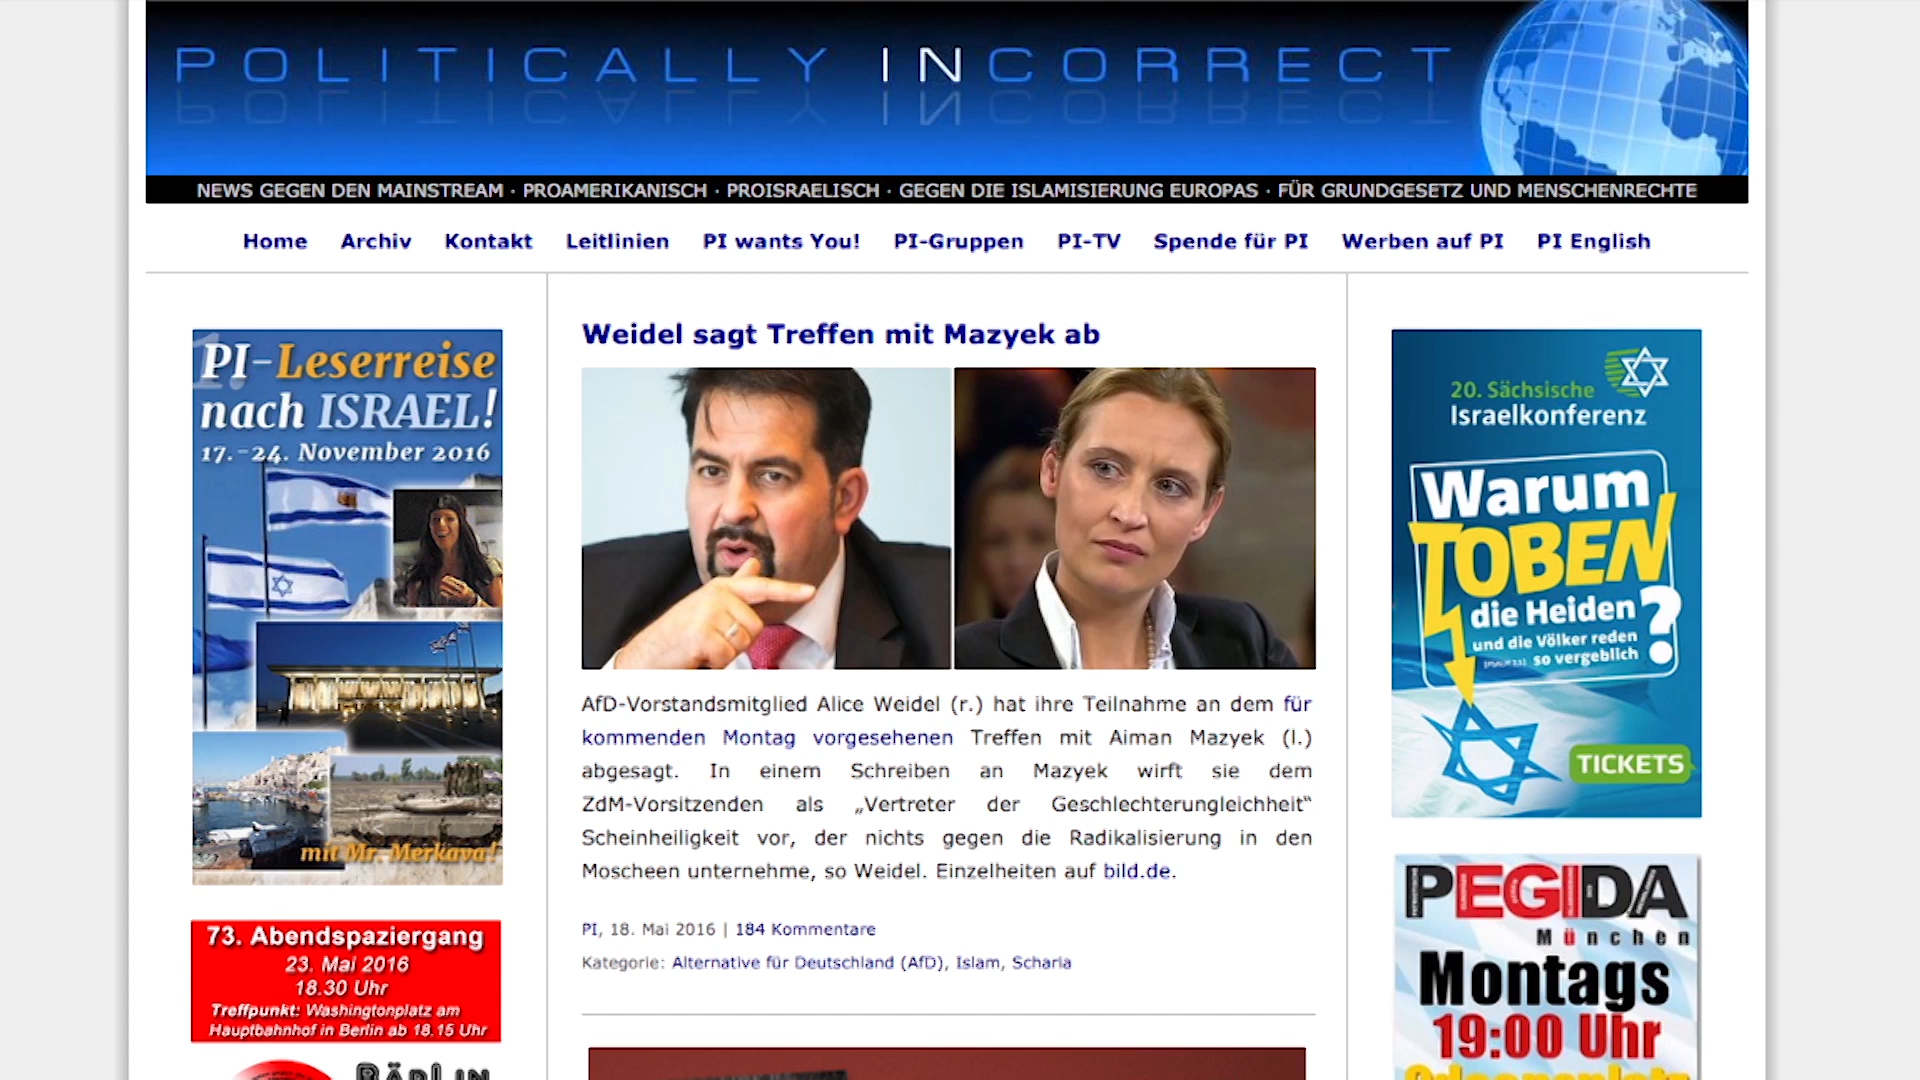 POLITICALLY INCORRECT
NEWS GEGEN DEN MAINSTREAM · PROAMERIKANISCH · PROISRAELISCH · GEGEN DIE ISLAMISIERUNG EUROPAS · FÜR GRUNDGESETZ UND MENSCHENRECHTE
Home Archiv Kontakt Leitlinien PI wants You! PI-Gruppen PI-TV Spende für PI Werben auf PI PI English
PI-Leserreise
nach ISRAEL!
17.-24. November 2016
mit Mr. Merkava!
73. Abendspaziergang
23. Mai 2016
18.30 Uhr
Treffpunkt: Washingtonplatz am
Hauptbahnhof in Berlin ab 18.15 Uhr
BÄRLIN
Weidel sagt Treffen mit Mazyek ab
AfD-Vorstandsmitglied Alice Weidel (r.) hat ihre Teilnahme an dem für
kommenden Montag vorgesehenen Treffen mit Aiman Mazyek (l.)
abgesagt. In einem Schreiben an Mazyek wirft sie dem
ZdM-Vorsitzenden als „Vertreter der Geschlechterungleichheit“
Scheinheiligkeit vor, der nichts gegen die Radikalisierung in den
Moscheen unternehme, so Weidel. Einzelheiten auf bild.de.
PI, 18. Mai 2016 | 184 Kommentare
Kategorie: Alternative für Deutschland (AfD), Islam, Scharia
20. Sächsische
Israelkonferenz
Warum
TOBEN
die Heiden
und die Völker reden
so vergeblich
?
TICKETS
PEGIDA
München
Montags
19:00 Uhr